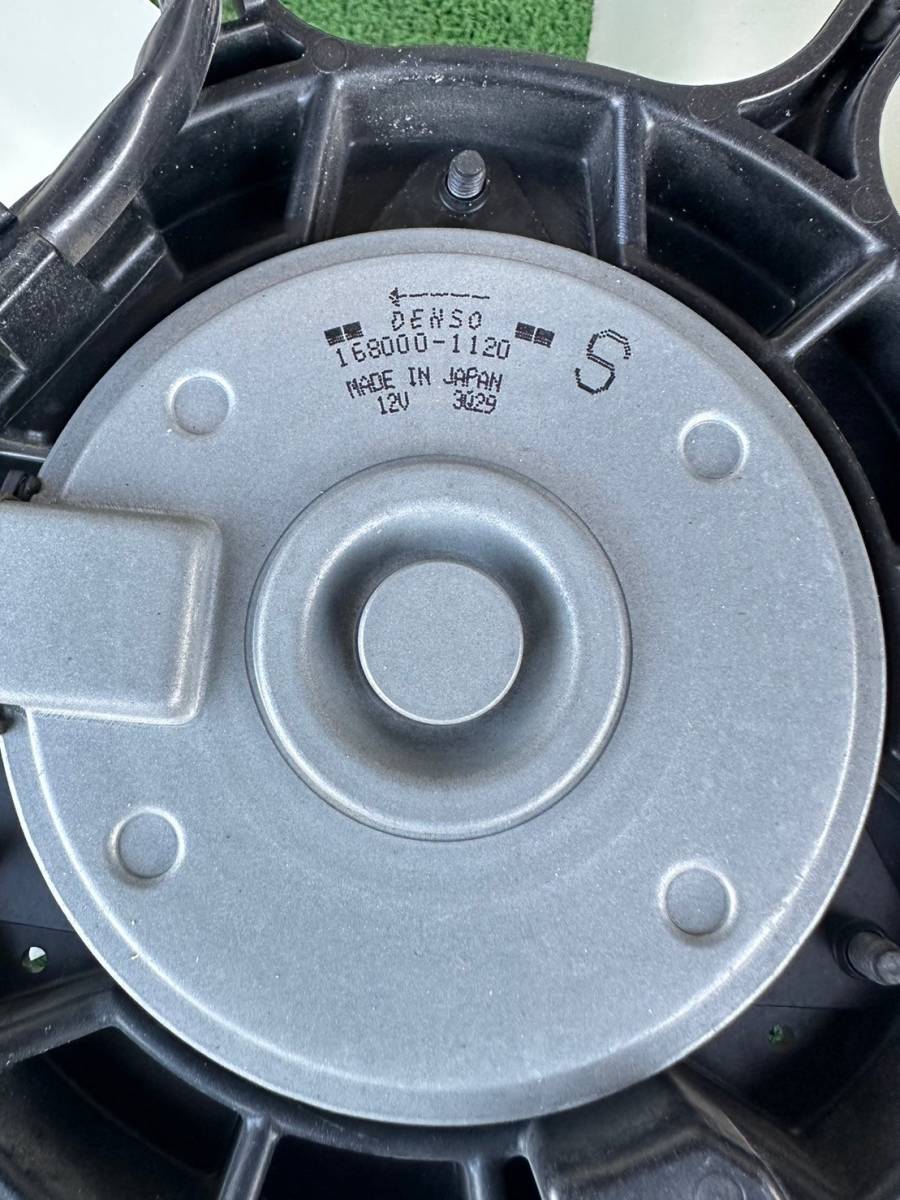 DENSO
168000-1120
S
MADE IN JAPAN
12V 3Q29